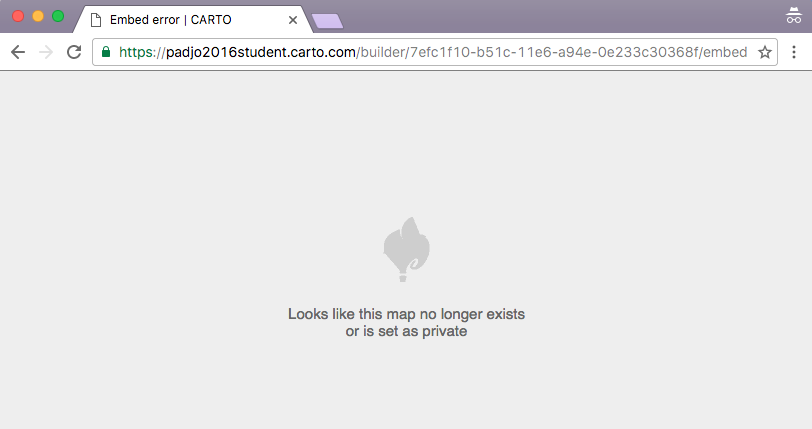 Embed error | CARTO
https://padjo2016student.carto.com/builder/7efc1f10-b51c-11e6-a94e-0e233c30368f/embed
Looks like this map no longer exists
or is set as private